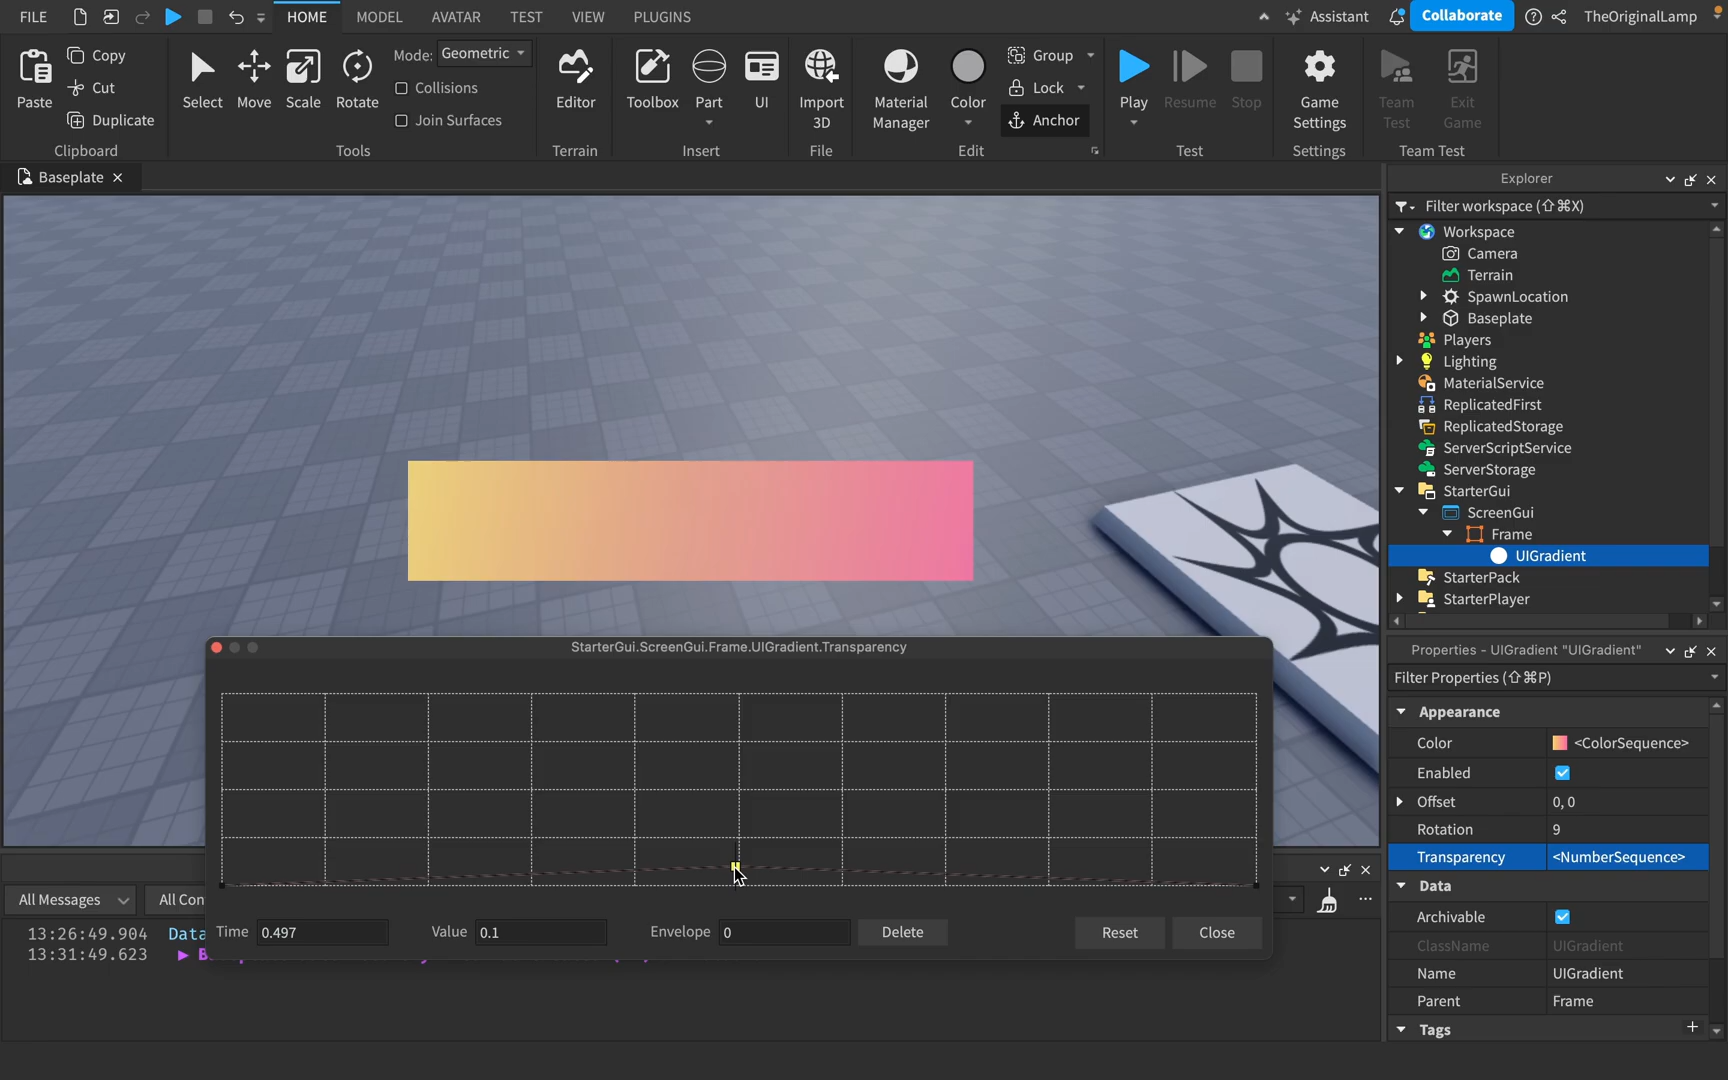 FILE HOME MODEL AVATAR TEST VIEW PLUGINS Assistant Collaborate TheOriginalLamp
Paste Copy Cut Duplicate Clipboard
Select Move Scale Rotate Mode: Geometric Collisions Join Surfaces Tools
Editor Terrain
Toolbox Part UI Insert
Import 3D File
Material Manager Color Group Lock Anchor Edit
Play Resume Stop Test
Game Settings Settings
Team Test Exit Game Team Test
Baseplate
Explorer
Filter workspace (⇧⌘X)
Workspace
Camera
Terrain
SpawnLocation
Baseplate
Players
Lighting
MaterialService
ReplicatedFirst
ReplicatedStorage
ServerScriptService
ServerStorage
StarterGui
ScreenGui
Frame
UIGradient
StarterPack
StarterPlayer
StarterGui.ScreenGui.Frame.UIGradient.Transparency
Time 0.497 Value 0.1 Envelope 0 Delete Reset Close
All Messages All Con
13:26:49.904 Data
13:31:49.623
Properties - UIGradient "UIGradient"
Filter Properties (⇧⌘P)
Appearance
Color <ColorSequence>
Enabled
Offset 0, 0
Rotation 9
Transparency <NumberSequence>
Data
Archivable
ClassName UIGradient
Name UIGradient
Parent Frame
Tags